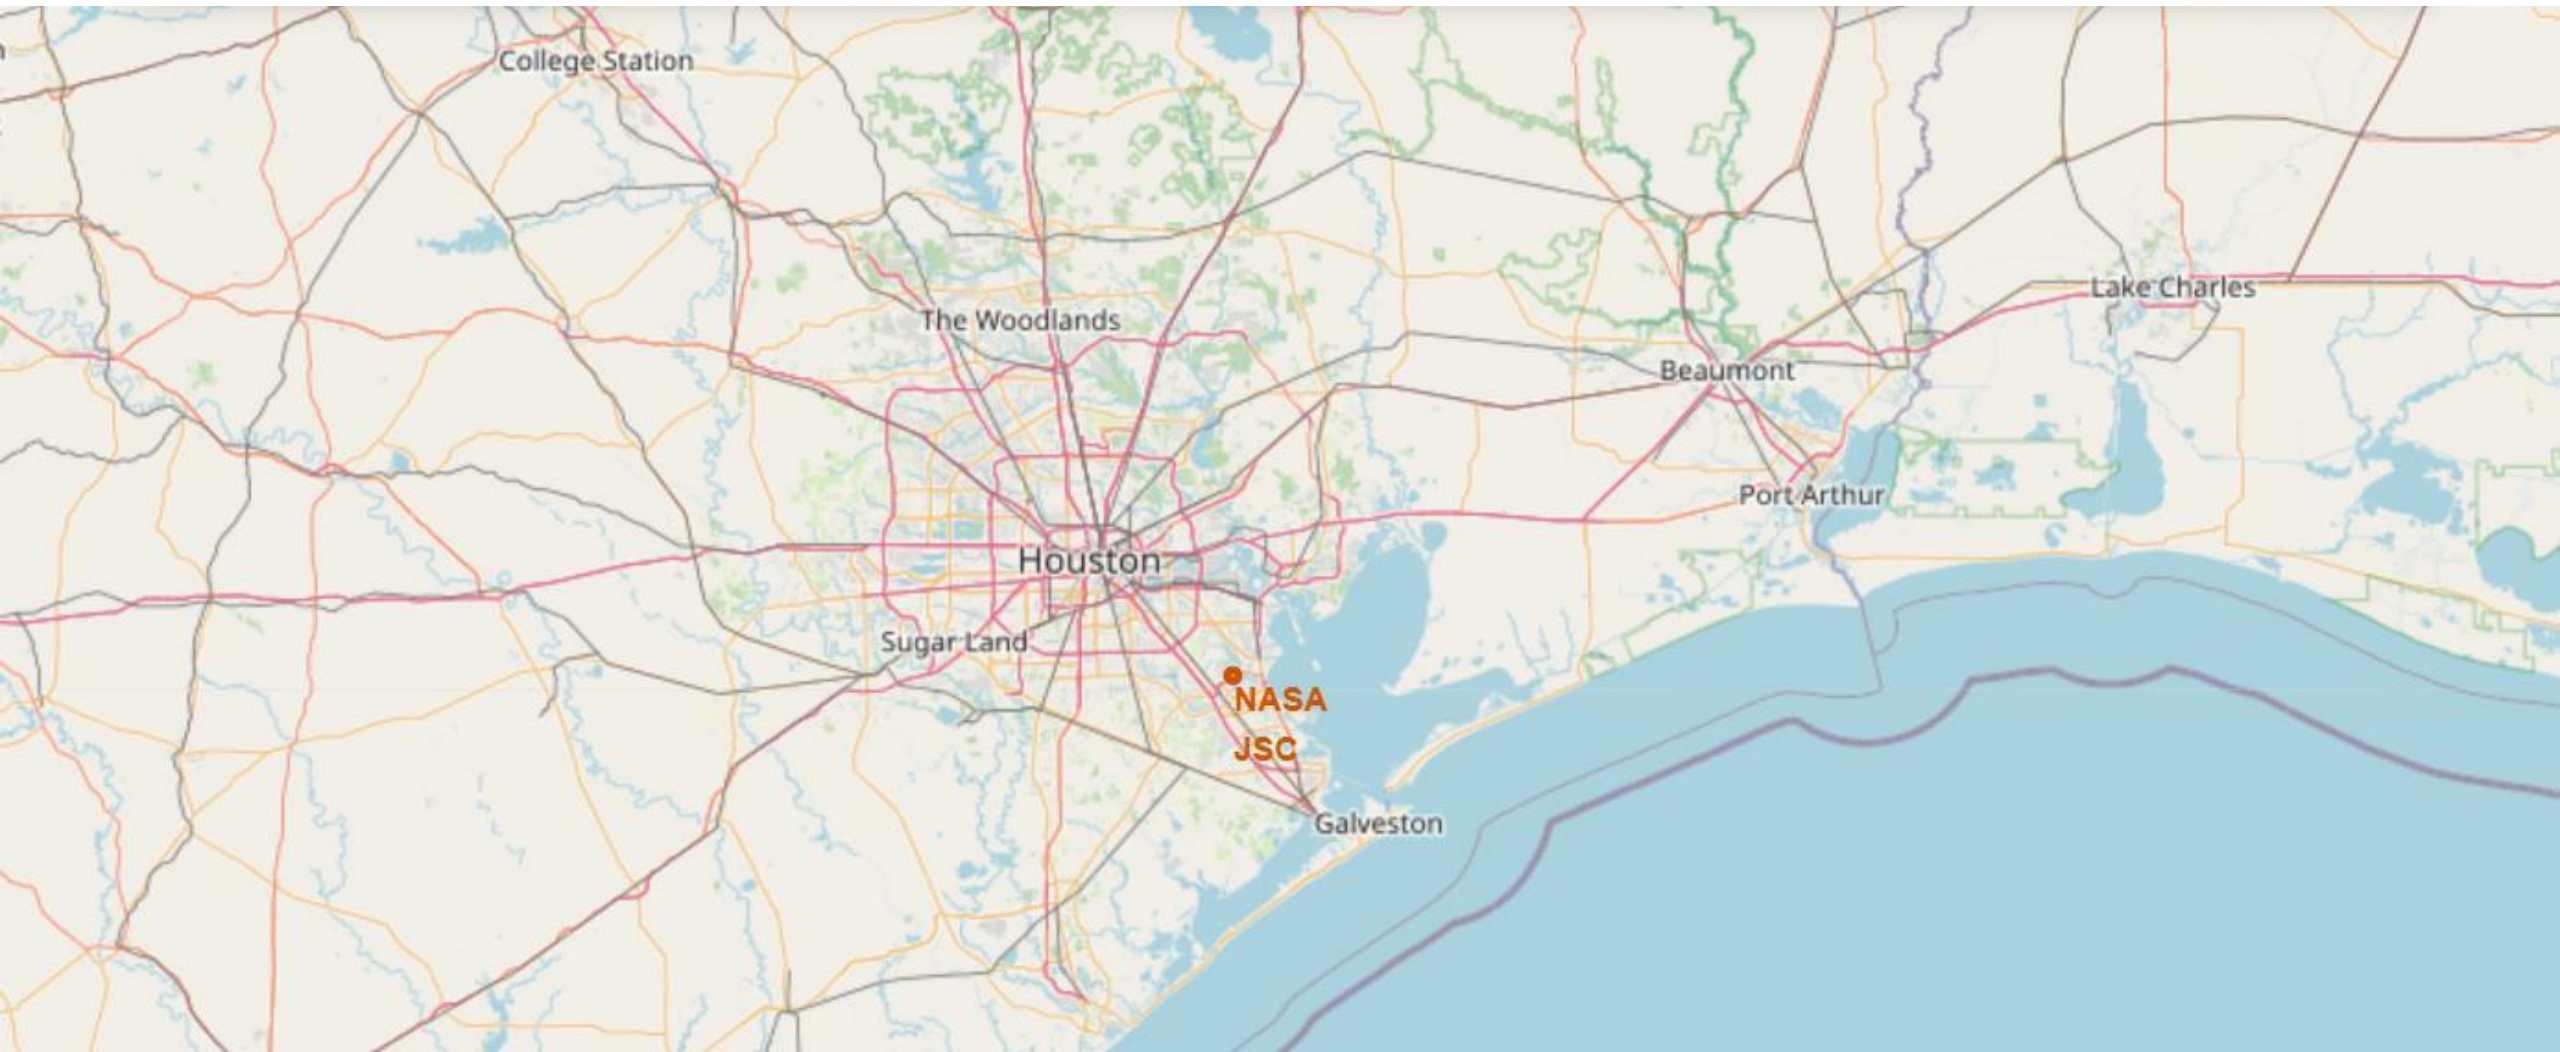 College Station
Lake Charles
The Woodlands
Beaumont
Port Arthur
Houston
Sugar Land
NASA
JSC
Galveston